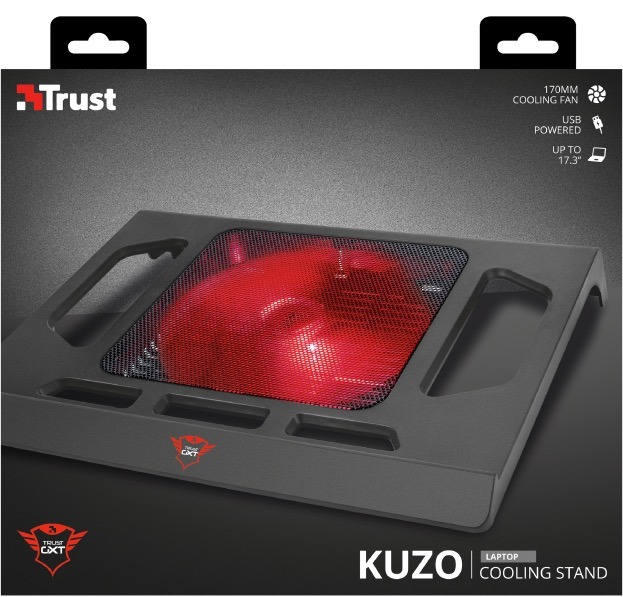 Trust
170MM
COOLING FAN
USB
POWERED
UP TO
17.3"
TRUST
GXT
TRUST
GXT
KUZO
LAPTOP
COOLING STAND